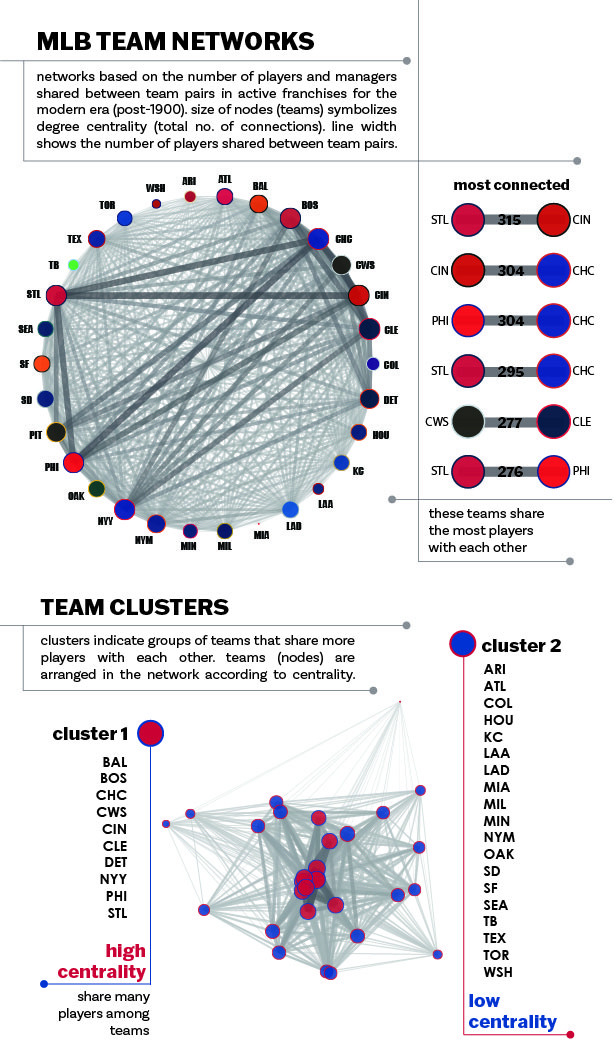 MLB TEAM NETWORKS
networks based on the number of players and managers
shared between team pairs in active franchises for the
modern era (post-1900). size of nodes (teams) symbolizes
degree centrality (total no. of connections). line width
shows the number of players shared between team pairs.
ATL
BAL
BOS
CHC
CWS
CIN
CLE
COL
DET
HOU
KC
LAA
LAD
MIA
MIL
MIN
NYM
NYY
OAK
PHI
PIT
SD
SF
SEA
STL
TB
TEX
TOR
WSH
ARI
most connected
STL 315 CIN
CIN 304 CHC
PHI 304 CHC
STL 295 CHC
CWS 277 CLE
STL 276 PHI
these teams share
the most players
with each other
TEAM CLUSTERS
clusters indicate groups of teams that share more
players with each other. teams (nodes) are
arranged in the network according to centrality.
cluster 1
BAL
BOS
CHC
CWS
CIN
CLE
DET
NYY
PHI
STL
high
centrality
share many
players among
teams
cluster 2
ARI
ATL
COL
HOU
KC
LAA
LAD
MIA
MIL
MIN
NYM
OAK
SD
SF
SEA
TB
TEX
TOR
WSH
low
centrality